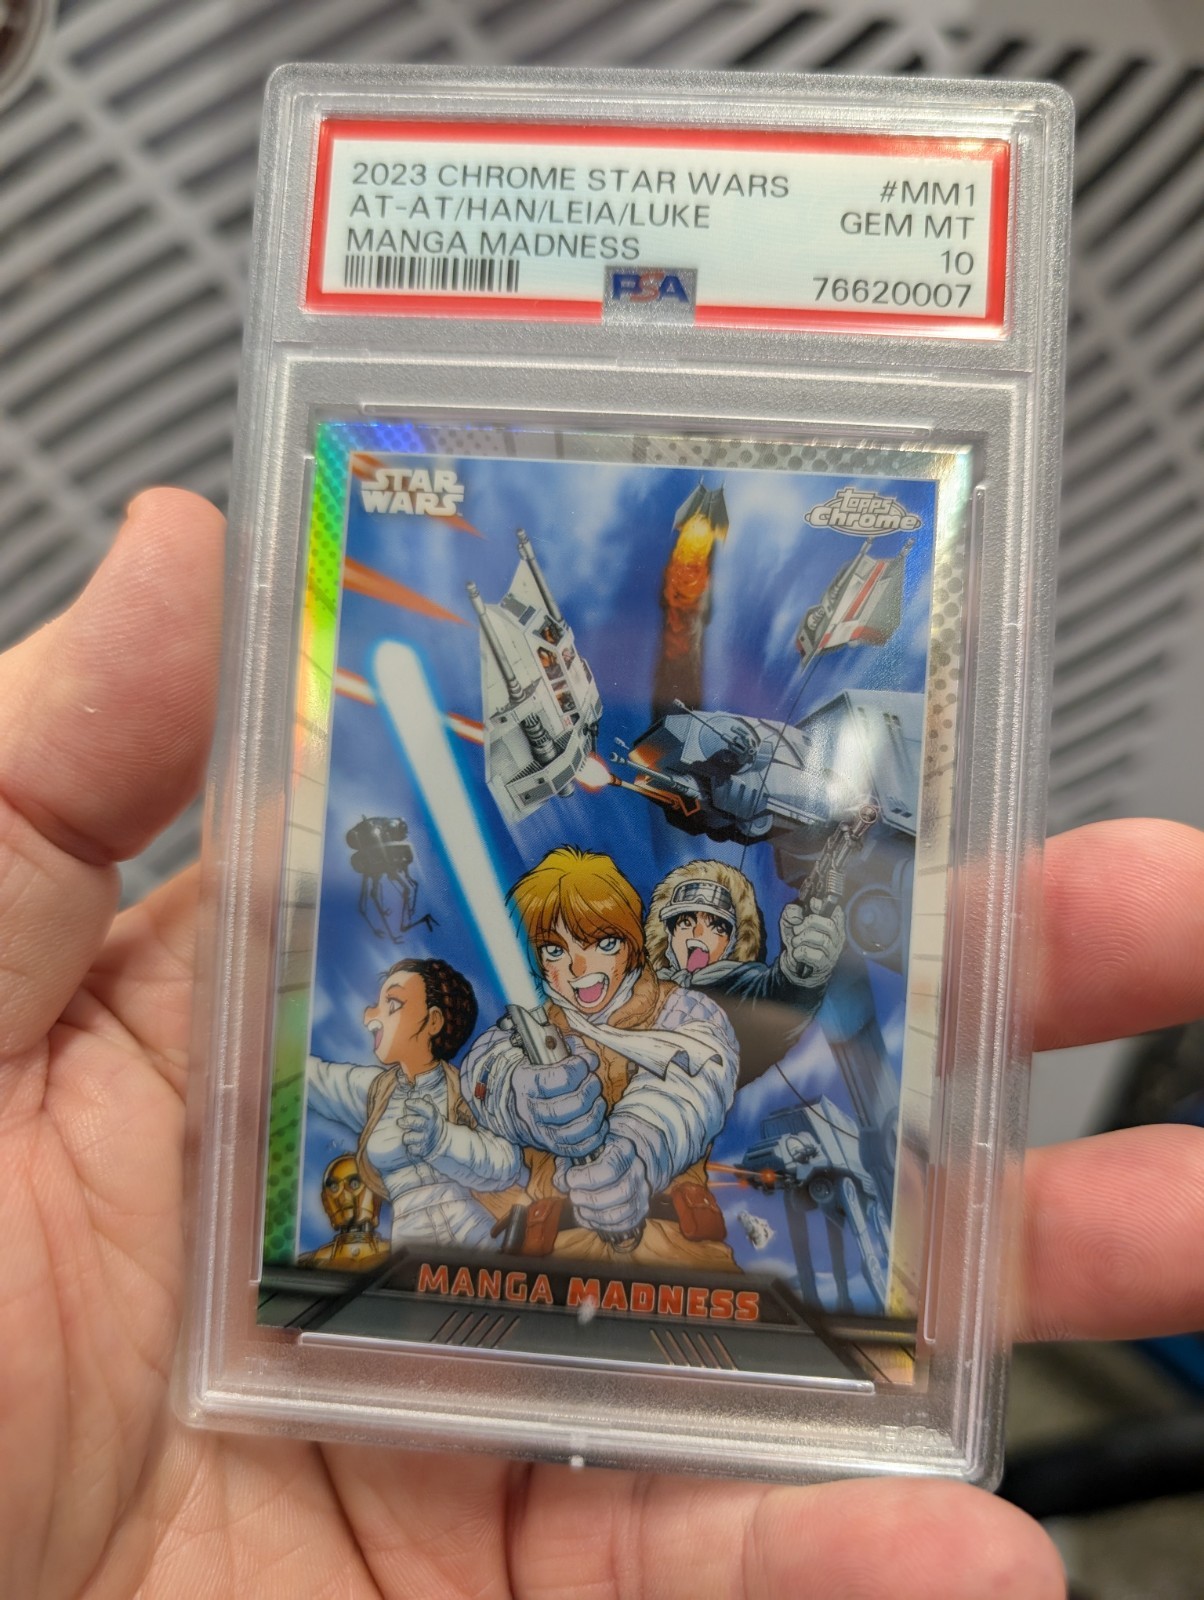 2023 CHROME STAR WARS #MM1
AT-AT/HAN/LEIA/LUKE GEM MT
MANGA MADNESS 10
PSA 76620007
STAR WARS
Topps Chrome
MANGA MADNESS